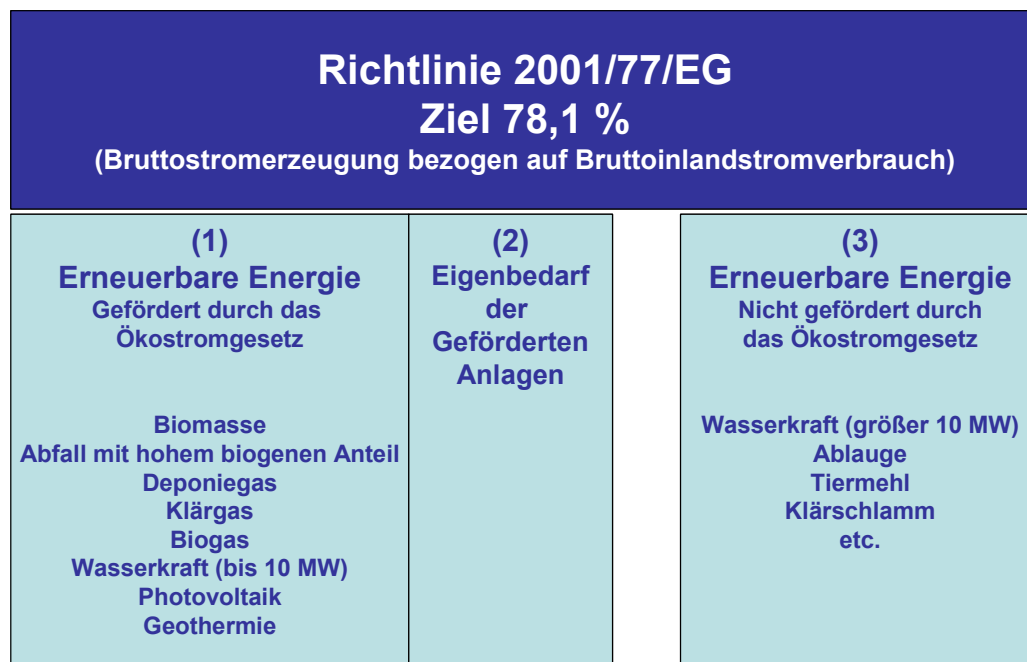 Richtlinie 2001/77/EG
Ziel 78,1 %
(Bruttostromerzeugung bezogen auf Bruttoinlandstromverbrauch)
(1)
Erneuerbare Energie
Gefördert durch das
Ökostromgesetz
Biomasse
Abfall mit hohem biogenen Anteil
Deponiegas
Klärgas
Biogas
Wasserkraft (bis 10 MW)
Photovoltaik
Geothermie
(2)
Eigenbedarf
der
Geförderten
Anlagen
(3)
Erneuerbare Energie
Nicht gefördert durch
das Ökostromgesetz
Wasserkraft (größer 10 MW)
Ablauge
Tiermehl
Klärschlamm
etc.